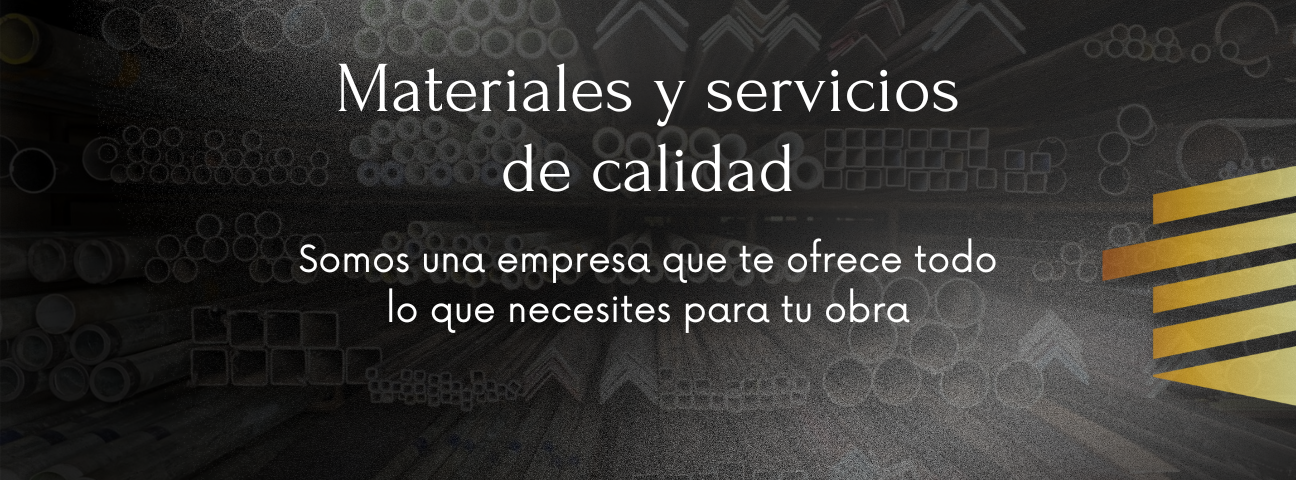 Materiales y servicios
de calidad
Somos una empresa que te ofrece todo
lo que necesites para tu obra